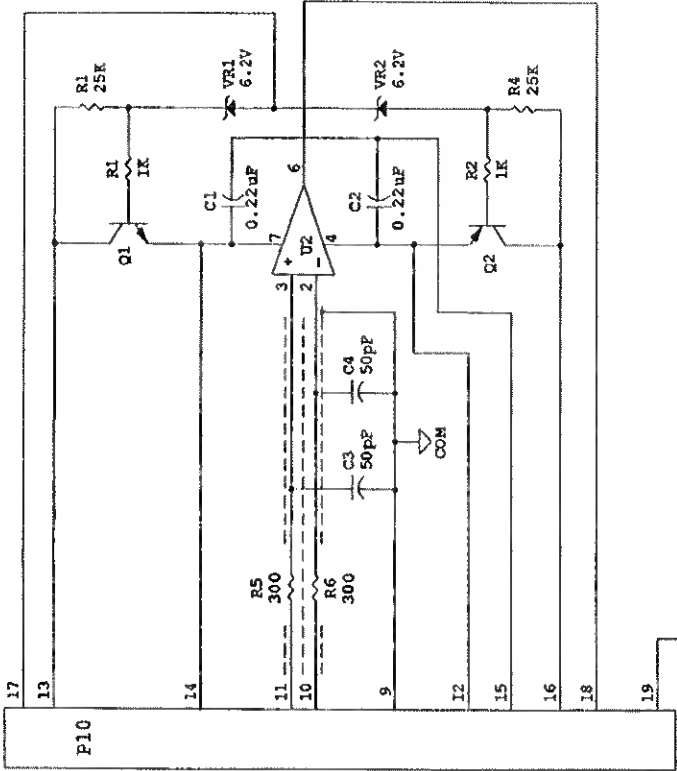 17
13
14
11
10
9
12
15
16
18
19
P10
R1
25K
VR1
6.2V
VR2
6.2V
R4
25K
R1
1K
Q1
C1
0.22uF
7
6
3
+
U2
2
−
4
C2
0.22uF
R2
1K
Q2
R5
300
R6
300
C3
50pF
C4
50pF
COM